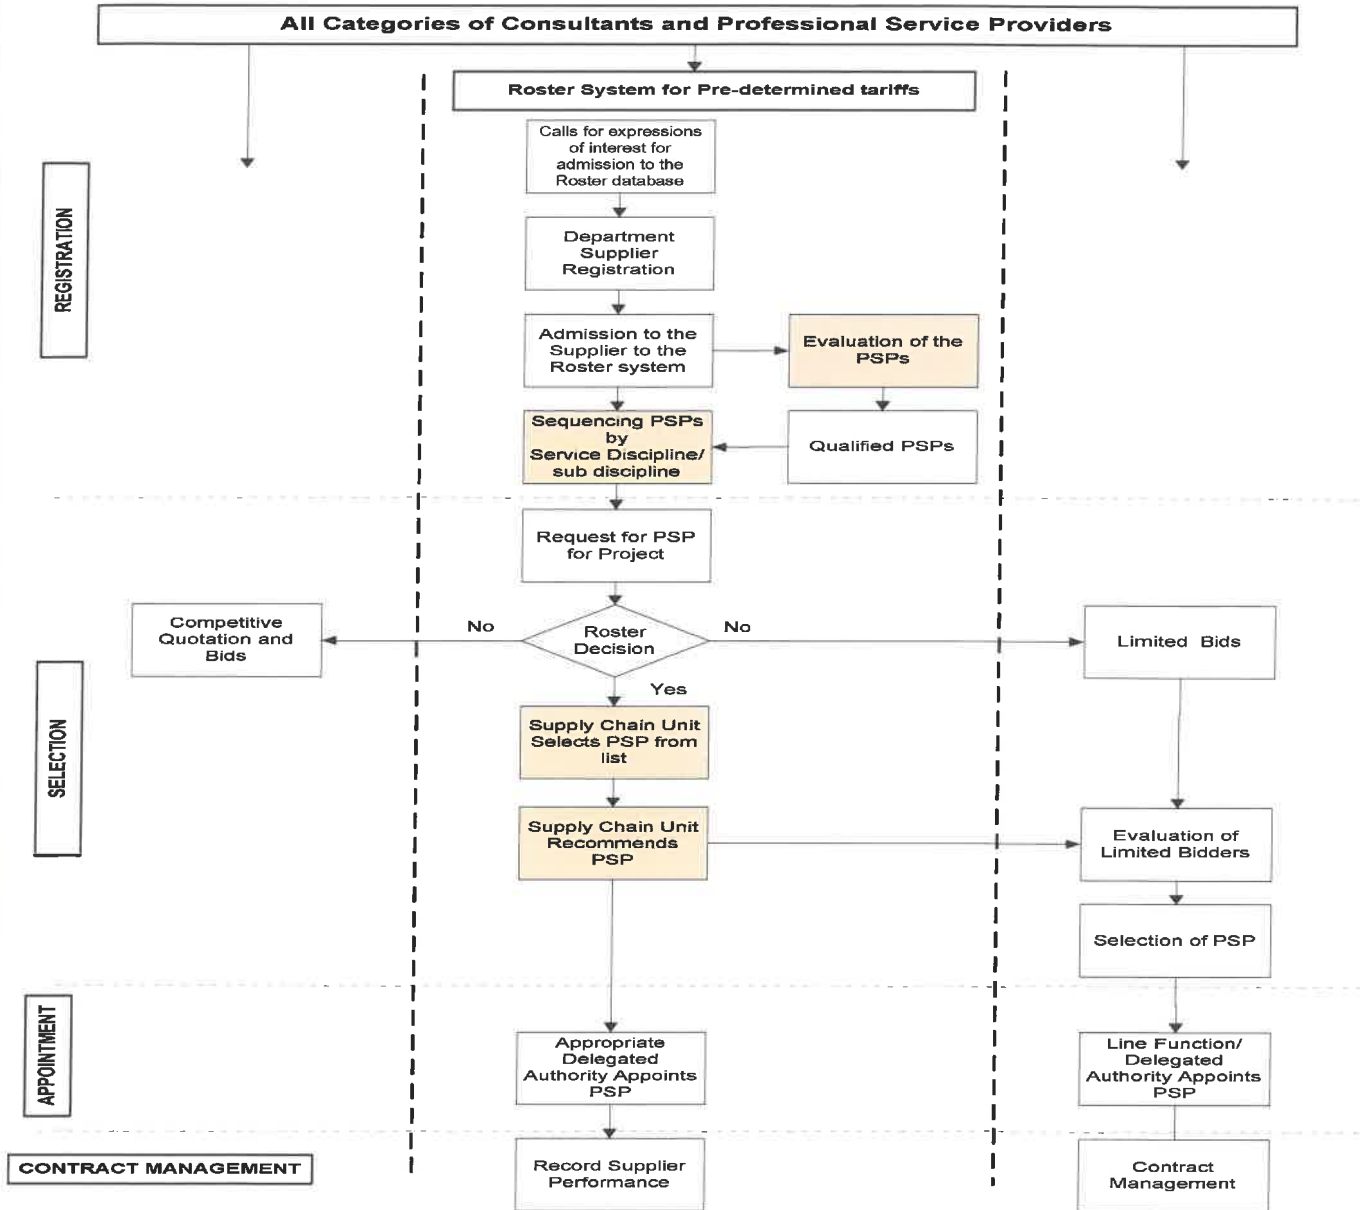 All Categories of Consultants and Professional Service Providers
Roster System for Pre-determined tariffs
Calls for expressions
of interest for
admission to the
Roster database
REGISTRATION
Department
Supplier
Registration
Admission to the
Supplier to the
Roster system
Evaluation of the
PSPs
Sequencing PSPs
by
Service Discipline/
sub discipline
Qualified PSPs
Request for PSP
for Project
Competitive
Quotation and
Bids
No
Roster
Decision
No
Limited Bids
Yes
SELECTION
Supply Chain Unit
Selects PSP from
list
Supply Chain Unit
Recommends
PSP
Evaluation of
Limited Bidders
Selection of PSP
APPOINTMENT
Appropriate
Delegated
Authority Appoints
PSP
Line Function/
Delegated
Authority Appoints
PSP
CONTRACT MANAGEMENT
Record Supplier
Performance
Contract
Management